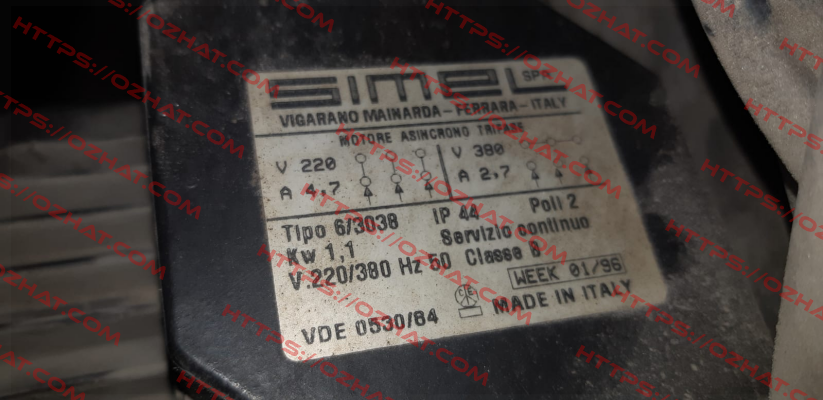 SIMEL SPA
VIGARANO MAINARDA - FERRARA - ITALY
MOTORE ASINCRONO TRIFASE
V 220
A 4,7
V 380
A 2,7
Tipo 6/3038 IP 44 Poli 2
Kw 1,1 Servizio continuo
V.220/380 Hz 50 Classe B
WEEK 01/96
VDE 0530/84 CE MADE IN ITALY
HTTPS://OZHAT.COM